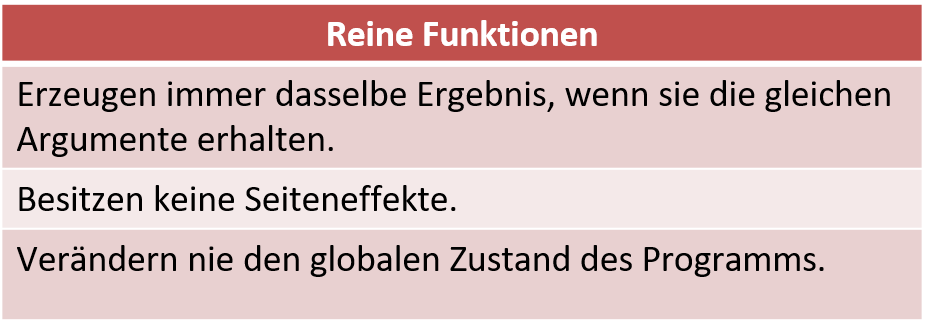 Reine Funktionen
Erzeugen immer dasselbe Ergebnis, wenn sie die gleichen
Argumente erhalten.
Besitzen keine Seiteneffekte.
Verändern nie den globalen Zustand des Programms.